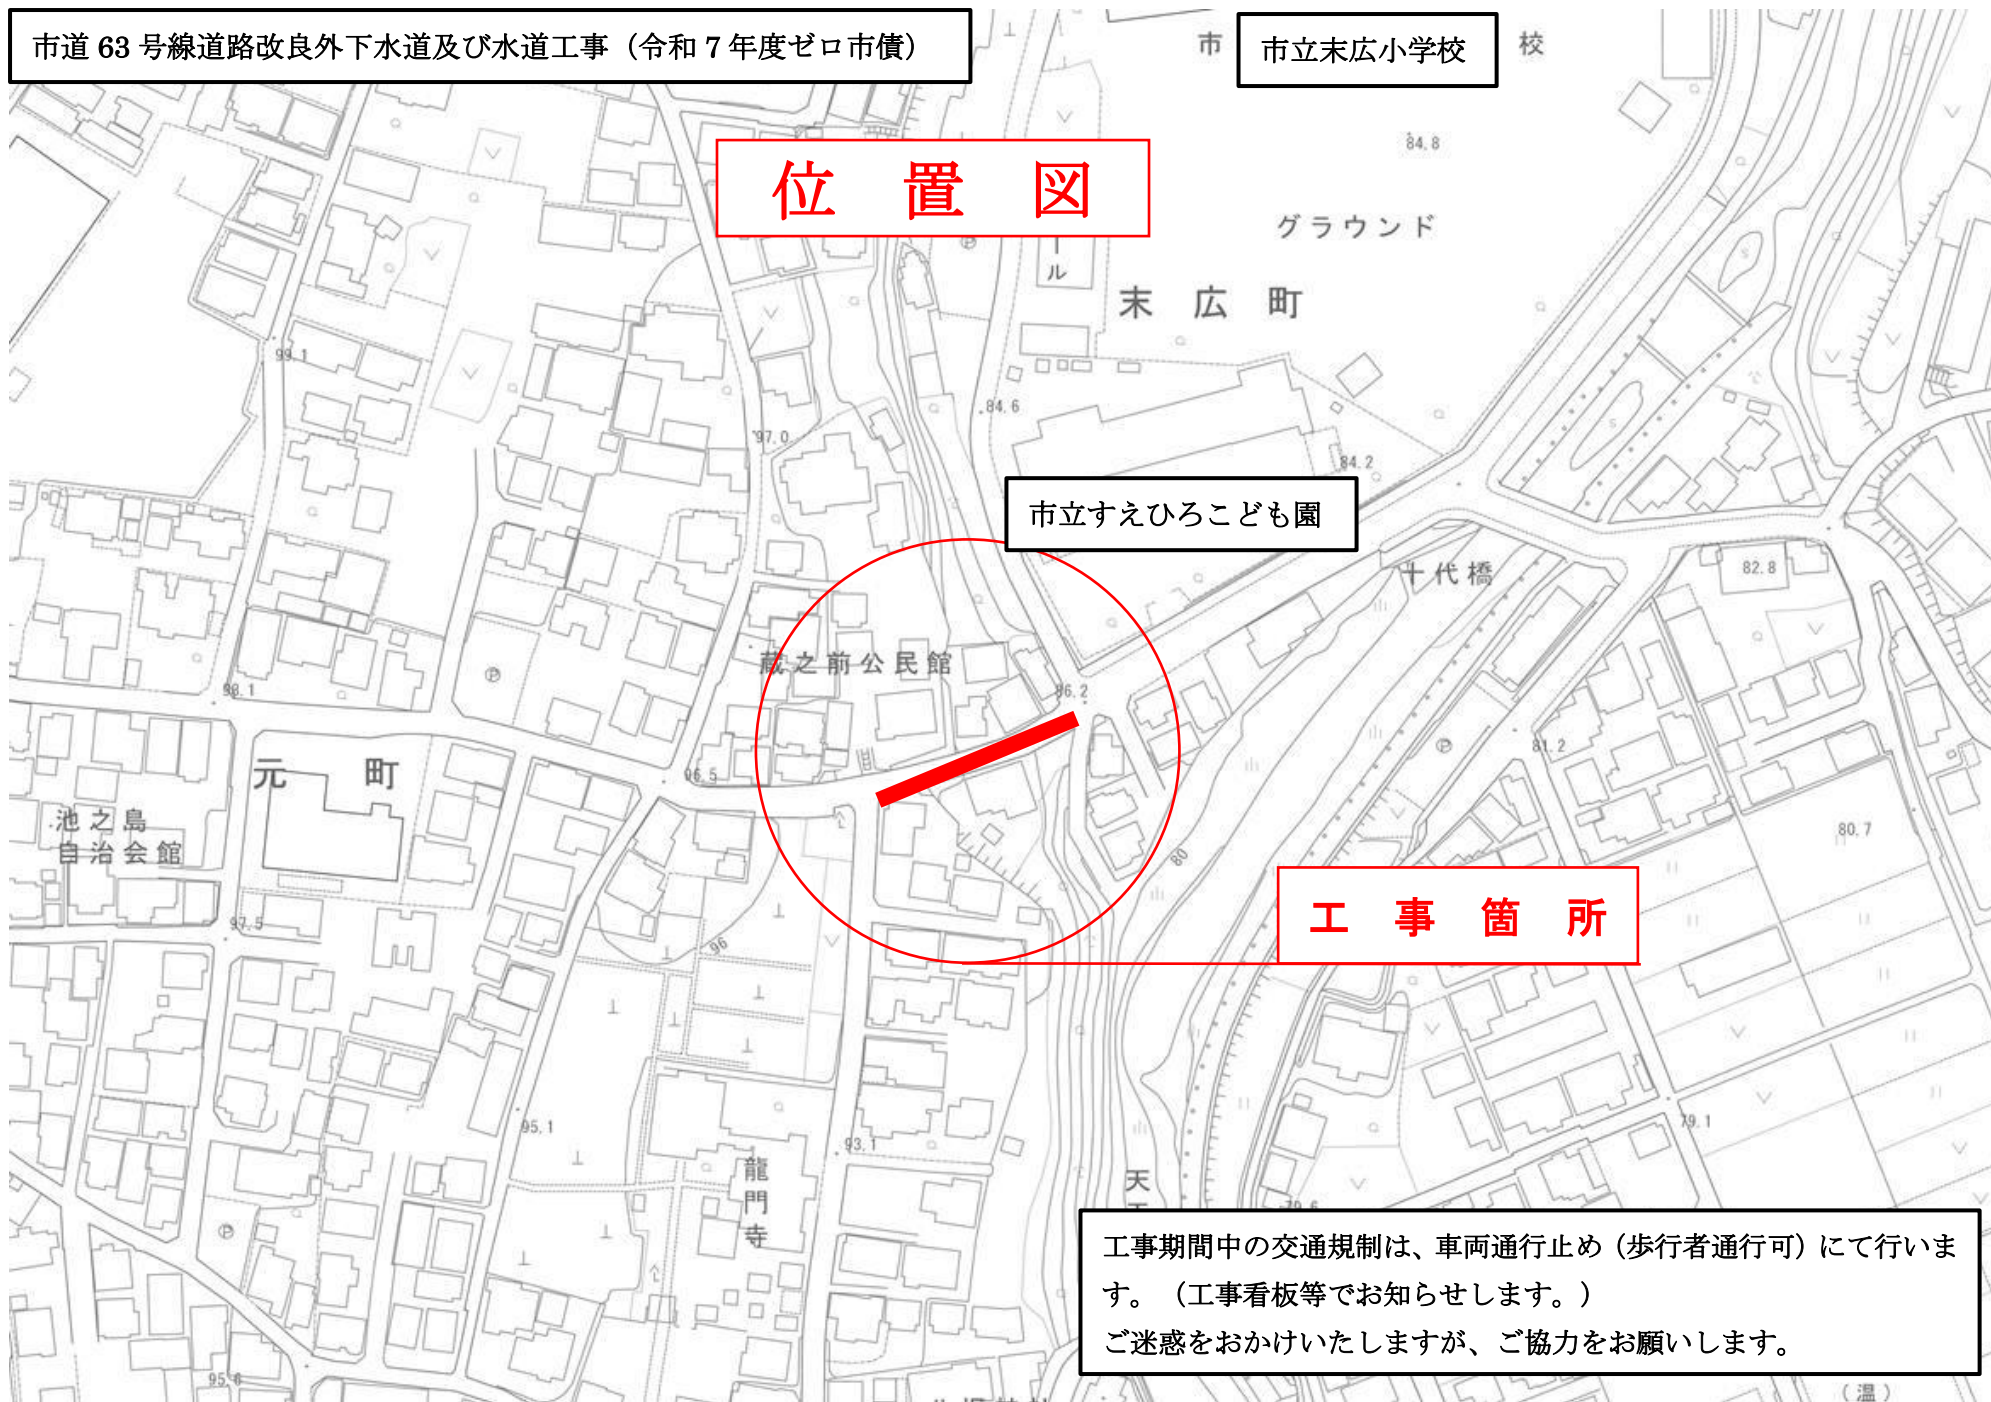 市道 63 号線道路改良外下水道及び水道工事（令和 7 年度ゼロ市債）
市
市立末広小学校
校
84.8
位 置 図
グラウンド
ール
末 広 町
99.1
84.6
97.0
84.2
市立すえひろこども園
十代橋
82.8
蔵之前公民館
98.1
86.2
81.2
96.5
元 町
池之島
自治会館
80.7
80
工 事 箇 所
97.5
96
95.1
79.1
93.1
龍門寺
天
79.6
工事期間中の交通規制は、車両通行止め（歩行者通行可）にて行いま
す。（工事看板等でお知らせします。）
ご迷惑をおかけいたしますが、ご協力をお願いします。
95.6
（温）